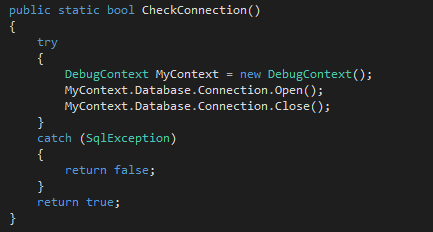 public static bool CheckConnection()
{
    try
    {
        DebugContext MyContext = new DebugContext();
        MyContext.Database.Connection.Open();
        MyContext.Database.Connection.Close();
    }
    catch (SqlException)
    {
        return false;
    }
    return true;
}